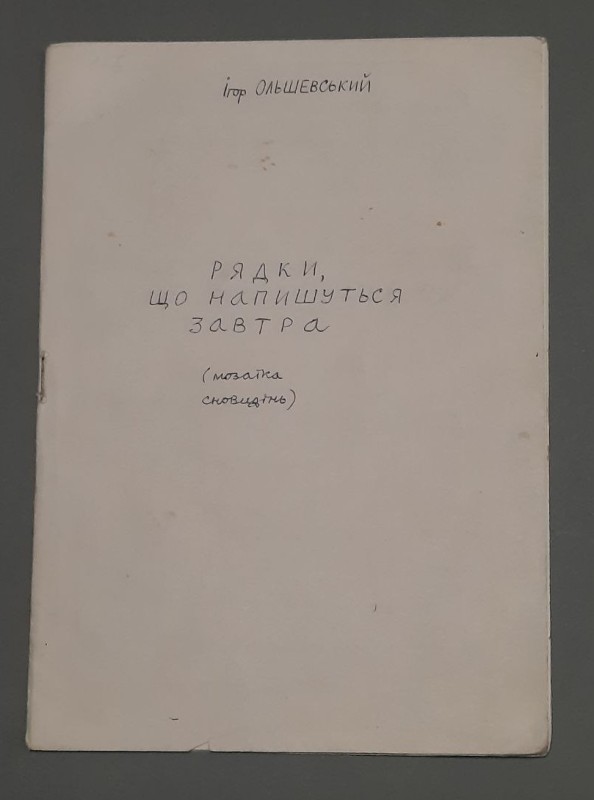 Ігор ОЛЬШЕВСЬКИЙ
РЯДКИ,
ЩО НАПИШУТЬСЯ
ЗАВТРА
(мозаїка
сновидінь)